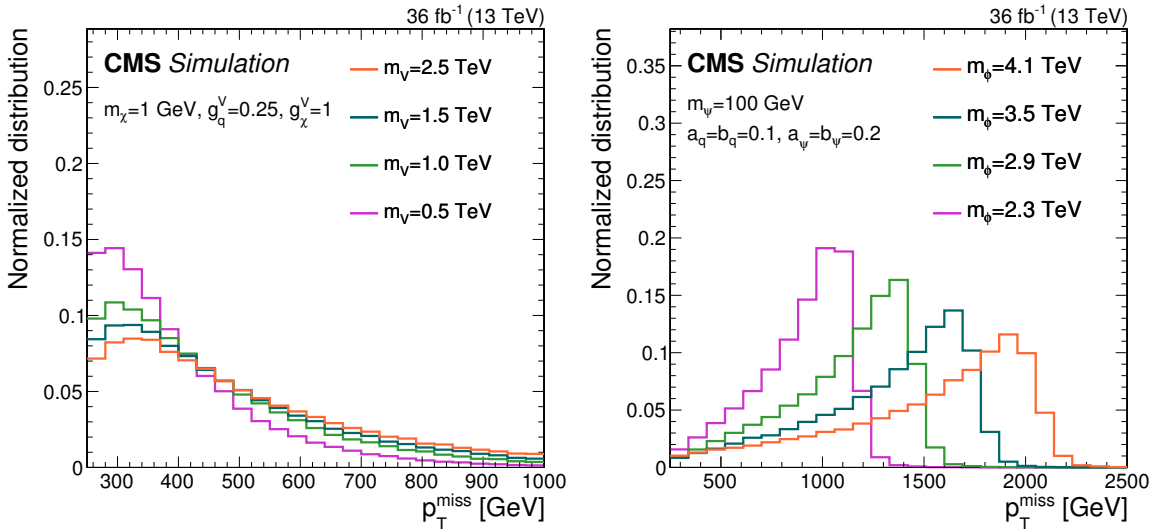 36 fb⁻¹ (13 TeV)
CMS Simulation
m_χ=1 GeV, g_q^V=0.25, g_χ^V=1
m_V=2.5 TeV
m_V=1.5 TeV
m_V=1.0 TeV
m_V=0.5 TeV
Normalized distribution
0.25
0.2
0.15
0.1
0.05
0
300 400 500 600 700 800 900 1000
p_T^miss [GeV]
36 fb⁻¹ (13 TeV)
CMS Simulation
m_ψ=100 GeV
a_q=b_q=0.1, a_ψ=b_ψ=0.2
m_ϕ=4.1 TeV
m_ϕ=3.5 TeV
m_ϕ=2.9 TeV
m_ϕ=2.3 TeV
Normalized distribution
0.35
0.3
0.25
0.2
0.15
0.1
0.05
0
500 1000 1500 2000 2500
p_T^miss [GeV]